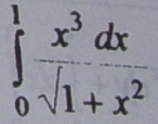 ∫₀¹ x³ dx / √(1 + x²)